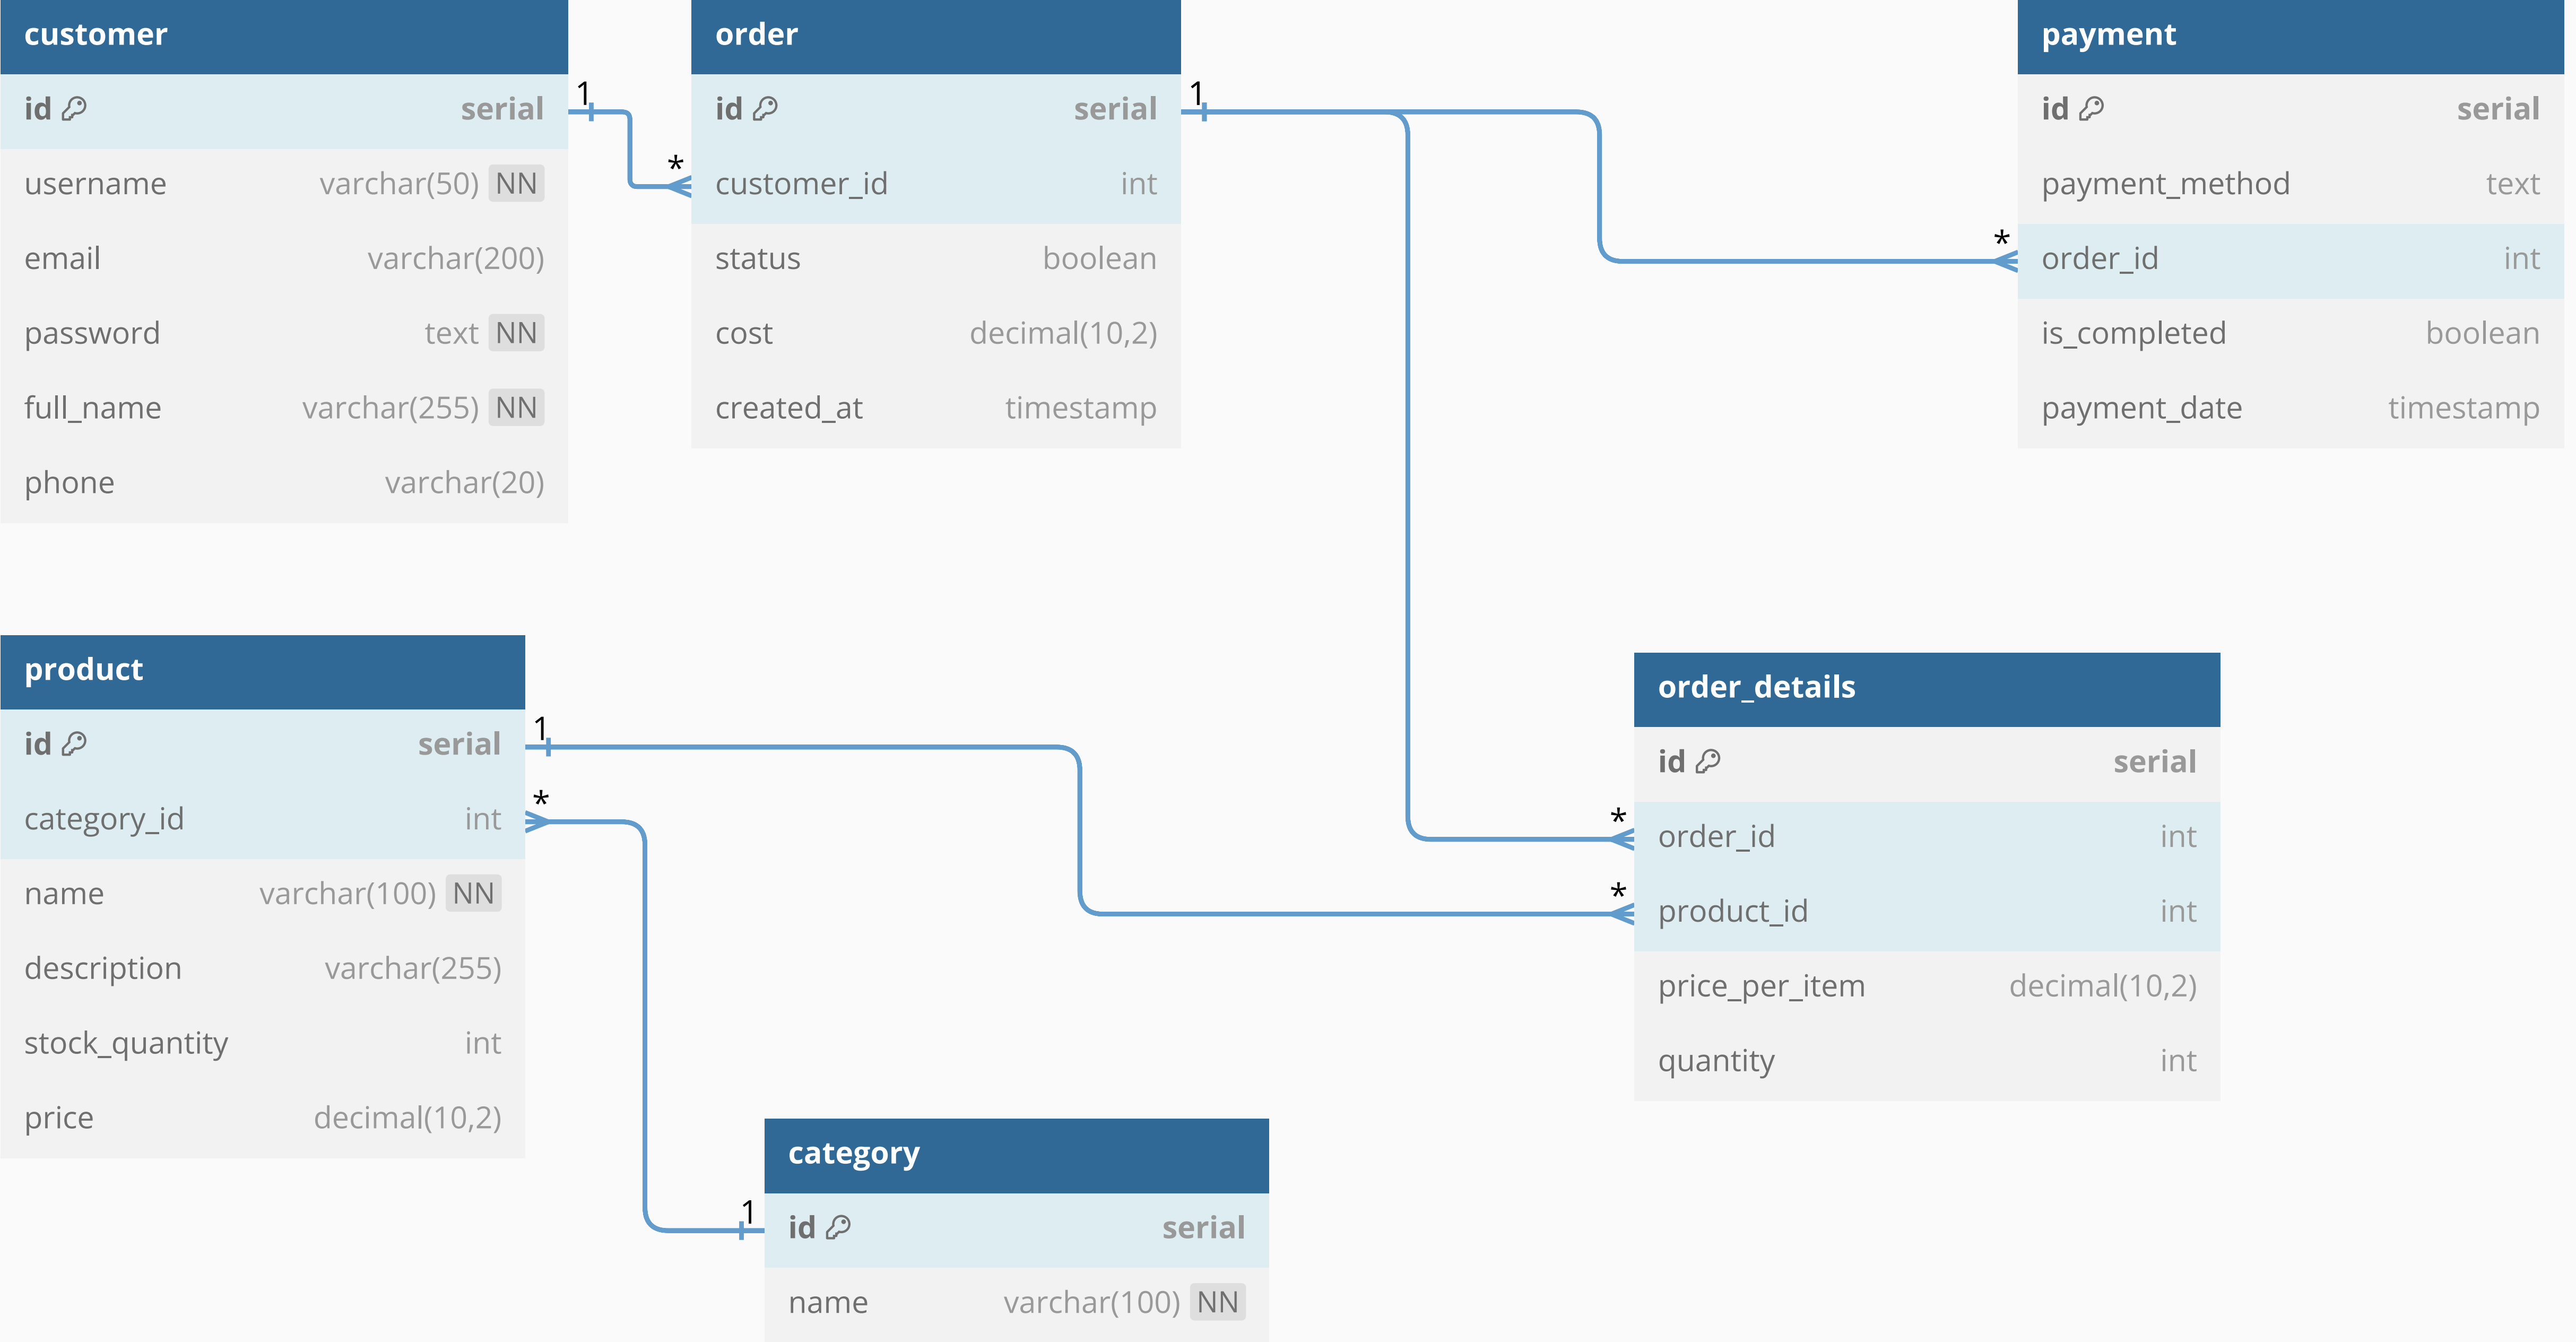 customer
id serial
username varchar(50) NN
email varchar(200)
password text NN
full_name varchar(255) NN
phone varchar(20)
1
*
order
id serial
customer_id int
status boolean
cost decimal(10,2)
created_at timestamp
1
*
payment
id serial
payment_method text
order_id int
is_completed boolean
payment_date timestamp
product
id serial
category_id int
name varchar(100) NN
description varchar(255)
stock_quantity int
price decimal(10,2)
1
*
*
*
order_details
id serial
order_id int
product_id int
price_per_item decimal(10,2)
quantity int
1
category
id serial
name varchar(100) NN